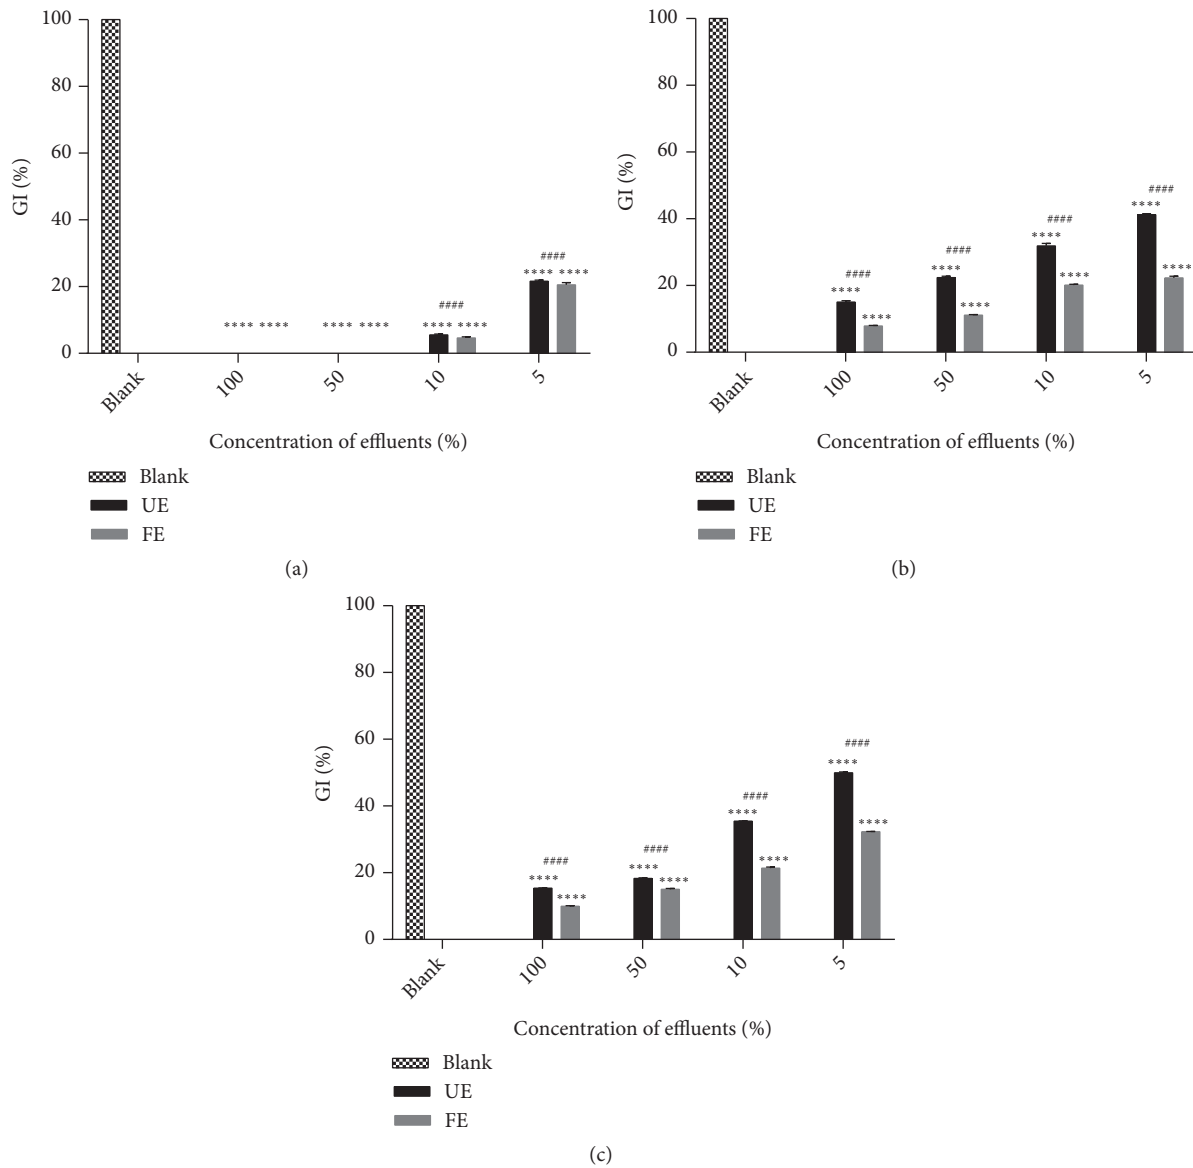 100
80
60
40
20
0
GI (%)
####
**** ****
####
**** **** **** **** **** ****
Blank 100 50 10 5
Concentration of effluents (%)
Blank
UE
FE
(a)
100
80
60
40
20
0
GI (%)
####
****
####
****
####
****
####
****
****
****
****
****
Blank 100 50 10 5
Concentration of effluents (%)
Blank
UE
FE
(b)
100
80
60
40
20
0
GI (%)
####
****
####
****
****
####
####
****
****
****
****
****
Blank 100 50 10 5
Concentration of effluents (%)
Blank
UE
FE
(c)